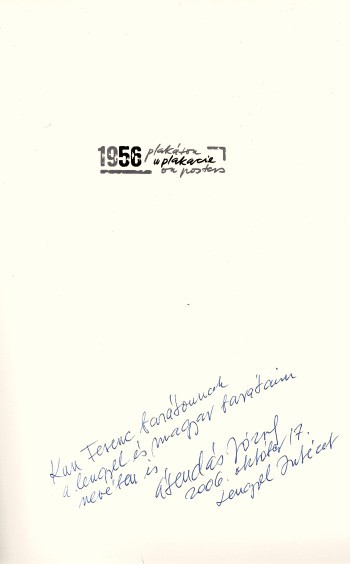 1956 plakáton
w plakacie
on posters
Kun Ferenc barátomnak
a lengyel és magyar barátaim
nevében is
József
2006. október 17.
Lengyel Intézet